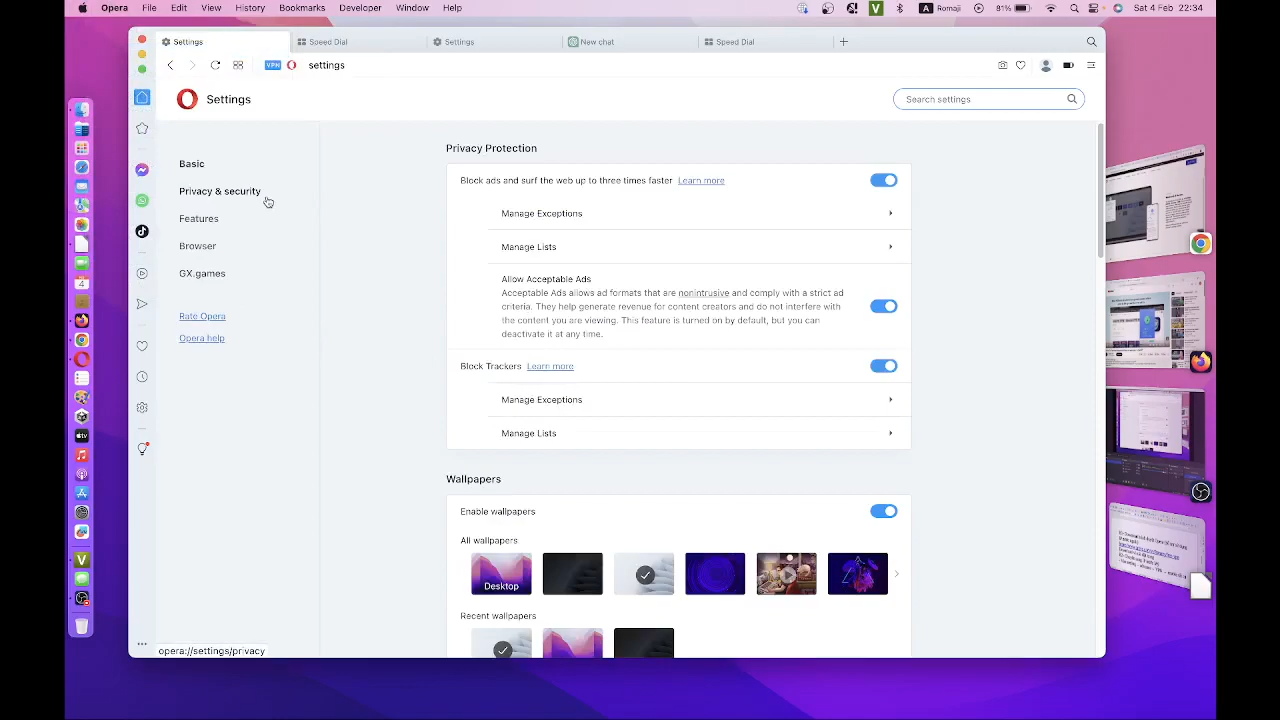 Opera File Edit View History Bookmarks Developer Window Help
V A Romaji 91% Sat 4 Feb 22:34
Settings Speed Dial Settings New chat Speed Dial
VPN settings
Settings
Search settings
Basic
Privacy & security
Features
Browser
GX.games
Rate Opera
Opera help
Privacy Protection
Block ads and surf the web up to three times faster Learn more
Manage Exceptions
Manage Lists
Allow Acceptable Ads
Acceptable Ads allows ad formats that are nonintrusive and comply with a strict ad
criteria. They help generate revenue for content creators and do not interfere with
the content you are viewing. This feature is turned on by default, but you can
deactivate it at any time.
Block Trackers Learn more
Manage Exceptions
Manage Lists
Wallpapers
Enable wallpapers
All wallpapers
Desktop
Recent wallpapers
opera://settings/privacy
4
tv
V